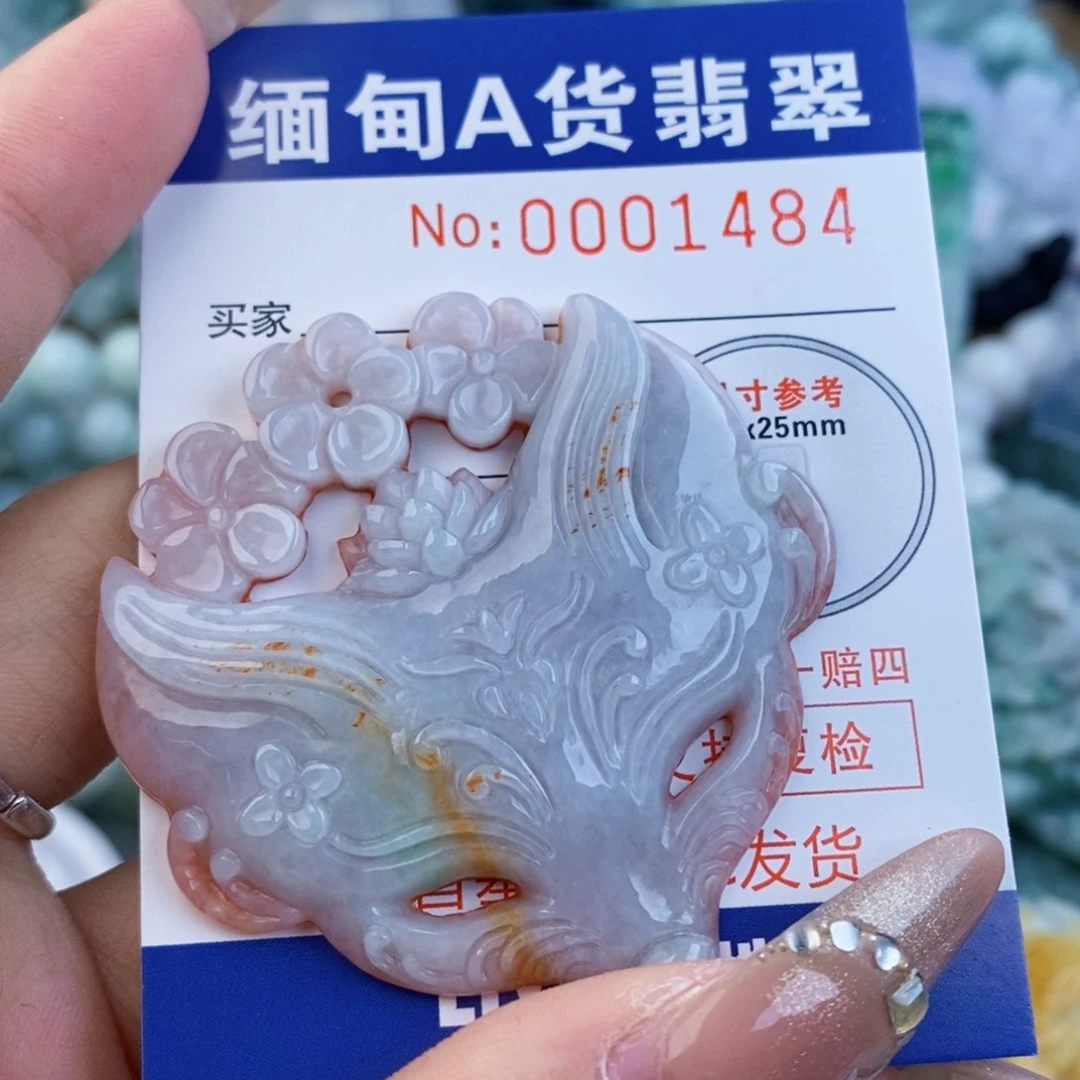 缅甸A货翡翠
No:0001484
买家
寸参考
x25mm
一赔四
复检
发货